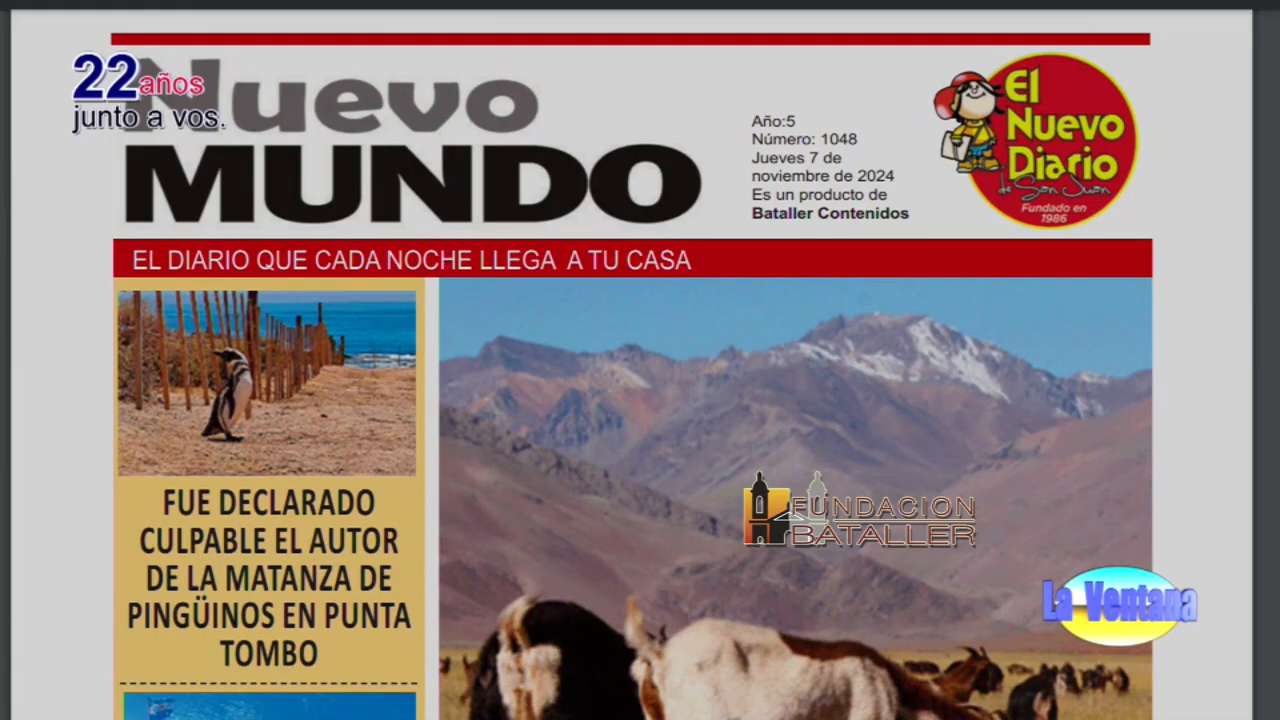 22 años
junto a vos.
Nuevo
MUNDO
Año:5
Número: 1048
Jueves 7 de
noviembre de 2024
Es un producto de
Bataller Contenidos
El
Nuevo
Diario
de San Juan
Fundado en
1986
EL DIARIO QUE CADA NOCHE LLEGA A TU CASA
FUE DECLARADO
CULPABLE EL AUTOR
DE LA MATANZA DE
PINGÜINOS EN PUNTA
TOMBO
FUNDACION
BATALLER
La Ventana